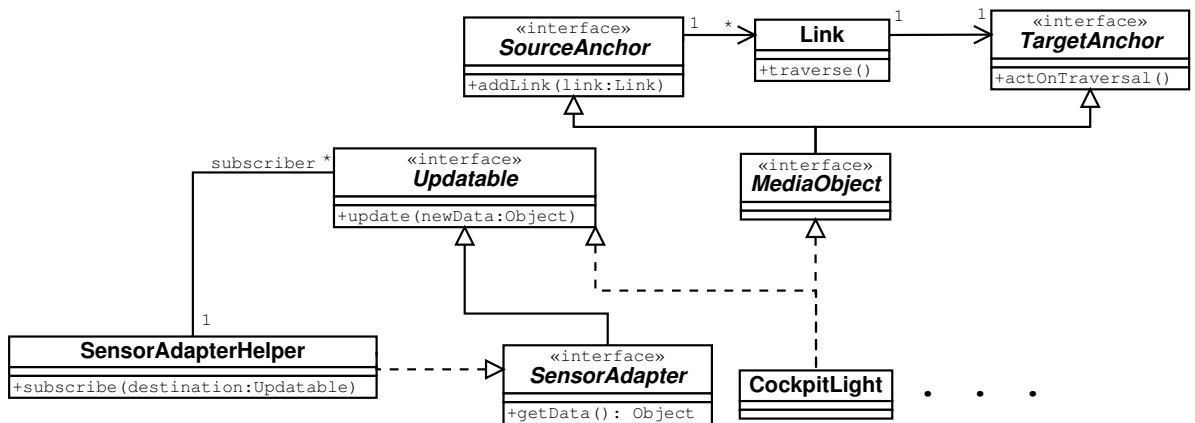 «interface»
SourceAnchor
+addLink(link:Link)
1
*
Link
+traverse()
1
1
«interface»
TargetAnchor
+actOnTraversal()
subscriber *
«interface»
Updatable
+update(newData:Object)
«interface»
MediaObject
1
SensorAdapterHelper
+subscribe(destination:Updatable)
«interface»
SensorAdapter
+getData(): Object
CockpitLight
. . .